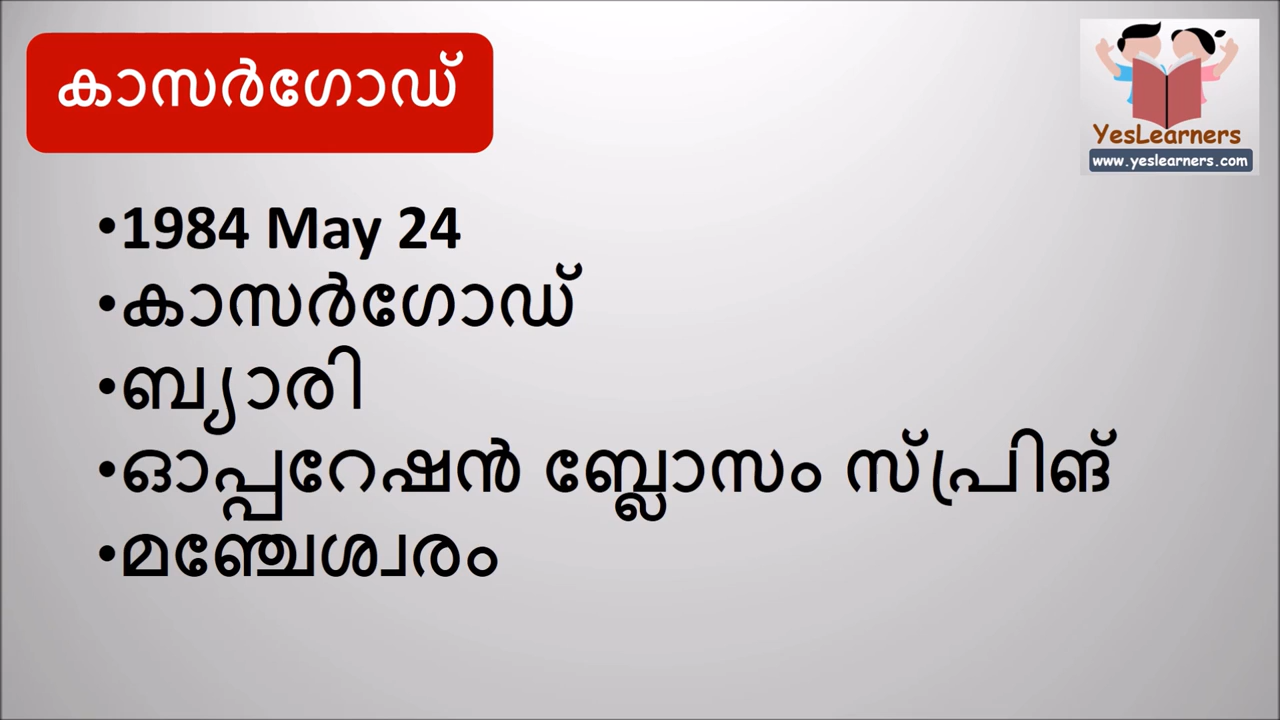 കാസർഗോഡ്
YesLearners
www.yeslearners.com
•1984 May 24
•കാസർഗോഡ്
•ബ്യാരി
•ഓപ്പറേഷൻ ബ്ലോസം സ്പ്രിങ്
•മഞ്ചേശ്വരം